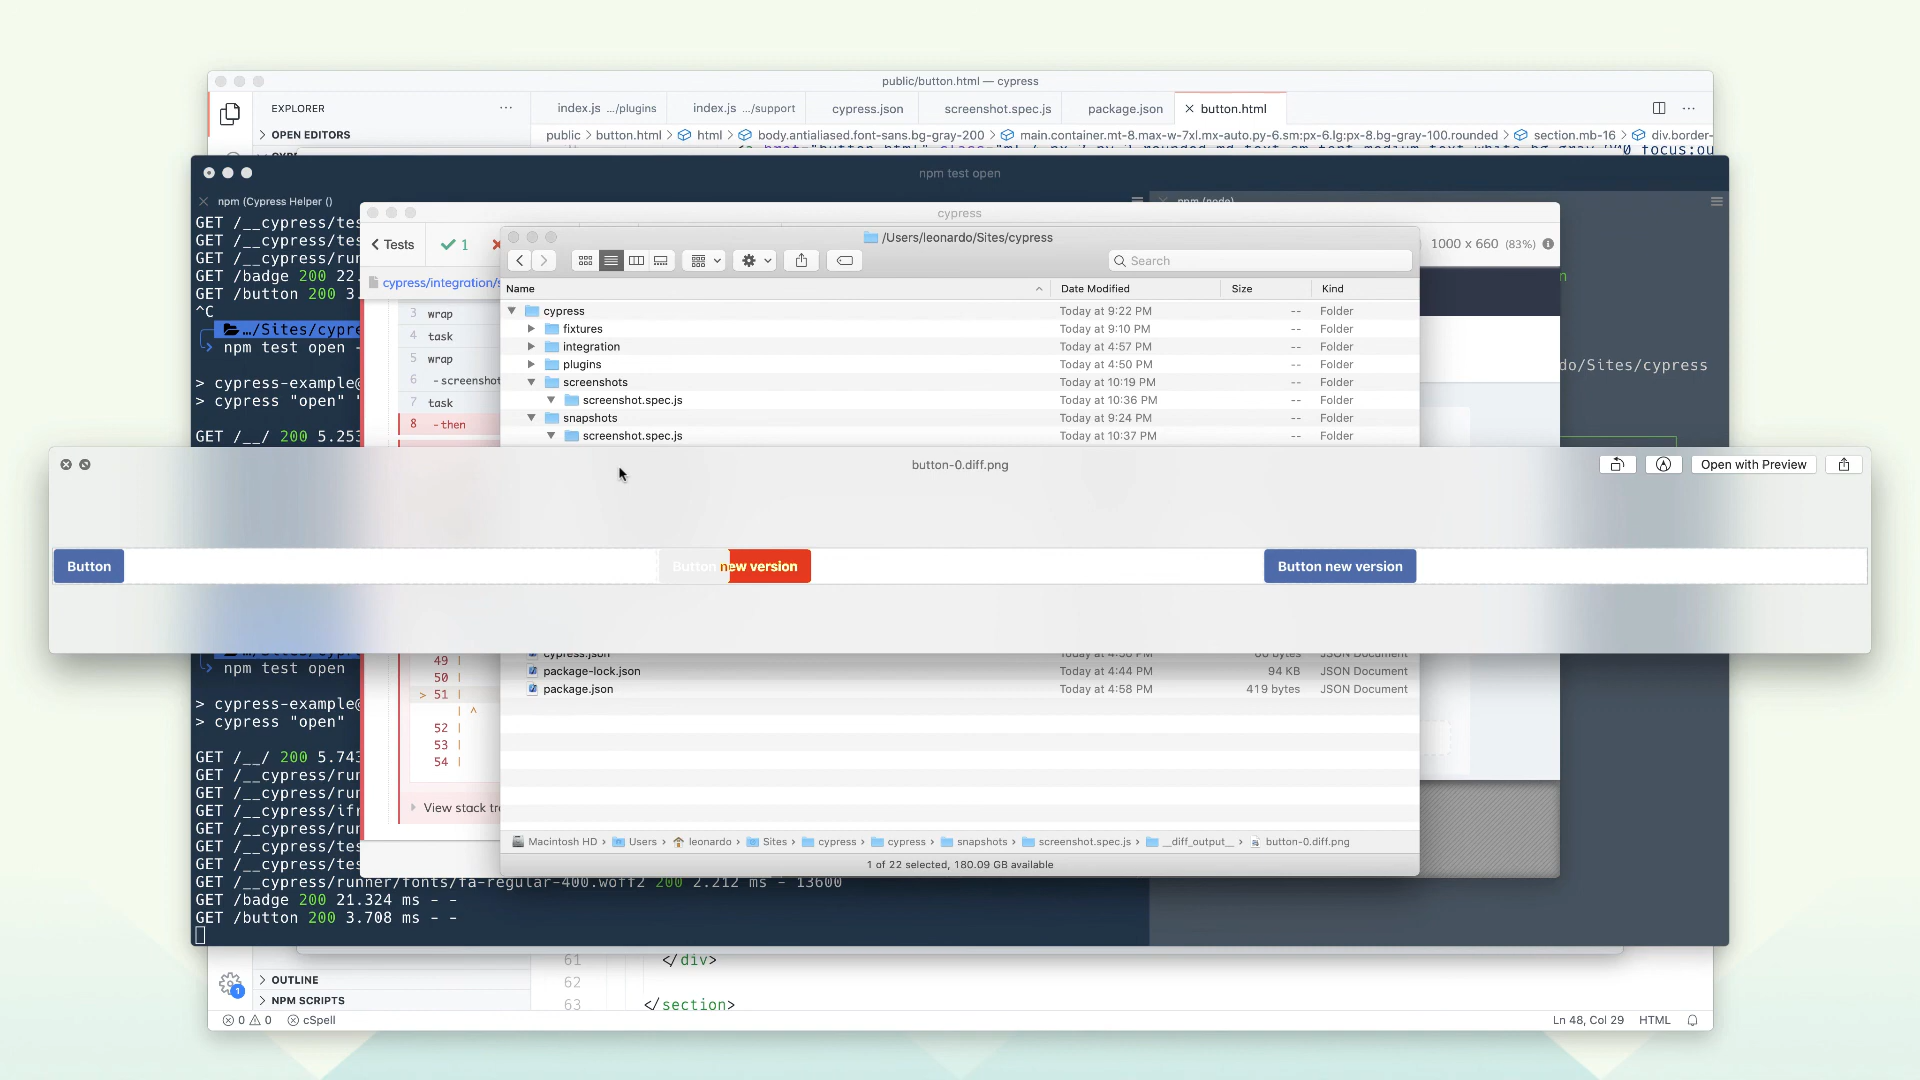 public/button.html — cypress
EXPLORER
index.js .../plugins
index.js .../support
cypress.json
screenshot.spec.js
package.json
button.html
OPEN EDITORS
public > button.html > html > body.antialiased.font-sans.bg-gray-200 > main.container.mt-8.max-w-7xl.mx-auto.py-6.sm:px-6.lg:px-8.bg-gray-100.rounded > section.mb-16 > div.border-
npm test open
npm (Cypress Helper ()
npm (node)
GET /__cypress/tes
GET /__cypress/tes
GET /__cypress/run
GET /badge 200 22.
GET /button 200 3.
^C
…/Sites/cypre
npm test open -
> cypress-example@
> cypress "open" "
GET /__/ 200 5.253
cypress
< Tests
1
1000 x 660 (83%)
cypress/integration/s
3 wrap
4 task
5 wrap
6 -screenshot
7 task
8 -then
do/Sites/cypress
/Users/leonardo/Sites/cypress
Search
Name Date Modified Size Kind
cypress Today at 9:22 PM -- Folder
fixtures Today at 9:10 PM -- Folder
integration Today at 4:57 PM -- Folder
plugins Today at 4:50 PM -- Folder
screenshots Today at 10:19 PM -- Folder
screenshot.spec.js Today at 10:36 PM -- Folder
snapshots Today at 9:24 PM -- Folder
screenshot.spec.js Today at 10:37 PM -- Folder
button-0.diff.png
Open with Preview
Button
Button new version
Button new version
cypress.json
package-lock.json Today at 4:44 PM 94 KB JSON Document
package.json Today at 4:58 PM 419 bytes JSON Document
npm test open
> cypress-example@
> cypress "open"
GET /__/ 200 5.743
GET /__cypress/run
GET /__cypress/run
GET /__cypress/ifr
GET /__cypress/run
GET /__cypress/tes
GET /__cypress/tes
GET /__cypress/runner/fonts/fa-regular-400.woff2 200 2.212 ms - 13600
GET /badge 200 21.324 ms - -
GET /button 200 3.708 ms - -
49 |
50 |
> 51 |
| ^
52 |
53 |
54 |
View stack tr
Macintosh HD > Users > leonardo > Sites > cypress > cypress > snapshots > screenshot.spec.js > __diff_output__ > button-0.diff.png
1 of 22 selected, 180.09 GB available
61 </div>
62
63 </section>
OUTLINE
NPM SCRIPTS
1
0 0 cSpell
Ln 48, Col 29 HTML